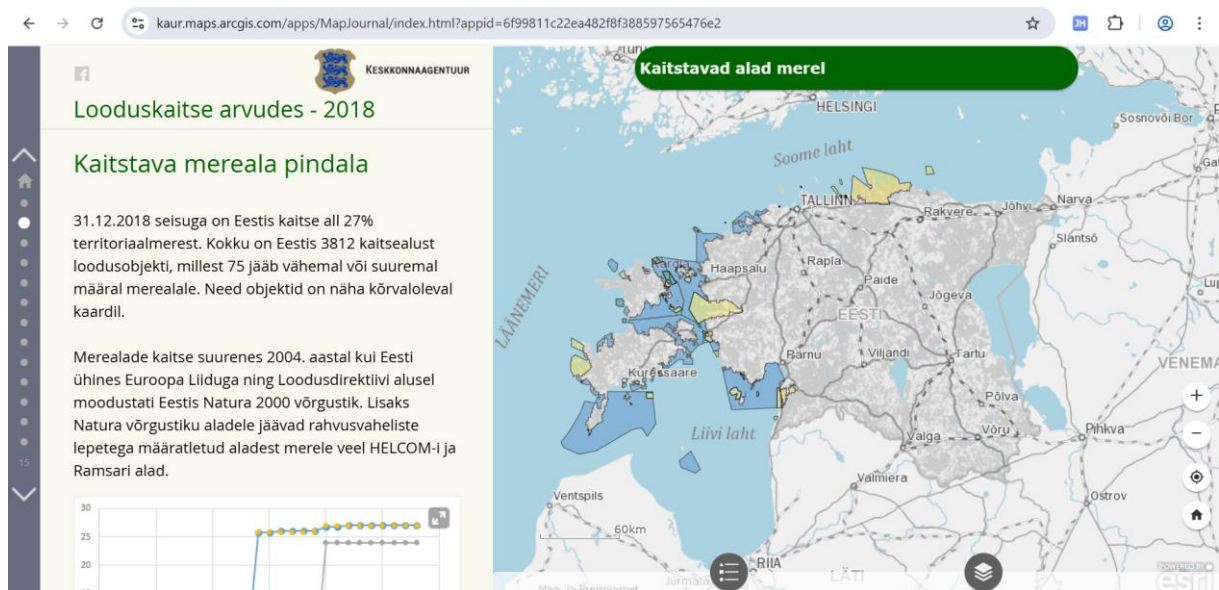 kaur.maps.arcgis.com/apps/MapJournal/index.html?appid=6f99811c22ea482f8f388597565476e2
JH
KESKKONNAAGENTUUR
Looduskaitse arvudes - 2018
Kaitstava mereala pindala
31.12.2018 seisuga on Eestis kaitse all 27%
territoriaalmerest. Kokku on Eestis 3812 kaitsealust
loodusobjekti, millest 75 jääb vähemal või suuremal
määral merealale. Need objektid on näha kõrvaloleval
kaardil.
Merealade kaitse suurenes 2004. aastal kui Eesti
ühines Euroopa Liiduga ning Loodusdirektiivi alusel
moodustati Eestis Natura 2000 võrgustik. Lisaks
Natura võrgustiku aladele jäävad rahvusvaheliste
lepetega määratletud aladest merele veel HELCOM-i ja
Ramsari alad.
15
30
25
20
Kaitstavad alad merel
HELSINGI
Sosnovõi Bor
Soome laht
TALLINN
Rakvere
Jõhvi
Narva
Slantsõ
LÄÄNEMERI
Kärdla
Haapsalu
Rapla
Paide
Jõgeva
EESTI
Pärnu
Viljandi
Tartu
VENEMA
Kuressaare
Põlva
Liivi laht
Valga
Võru
Pihkva
Valmiera
Ventspils
Ostrov
60km
RIIA
LÄTI
Jūrmala
POWERED BY
esri